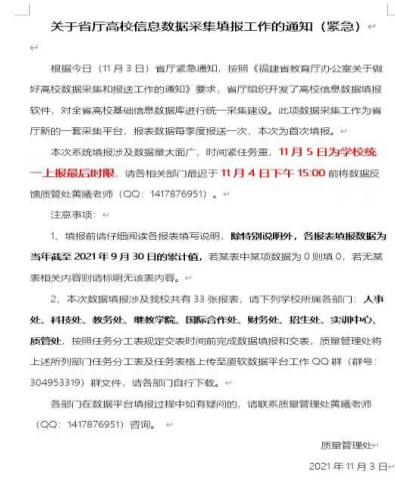 关于省厅高校信息数据采集填报工作的通知（紧急）
根据今日（11月3日）省厅紧急通知，按照《福建省教育厅办公室关于做
好高校数据采集和报送工作的通知》要求，省厅组织开发了高校信息数据填报
软件，对全省高校基础信息数据库进行统一采集建设。此项数据采集工作为省
厅新的一套采集平台，报表数据每季度报送一次，本次为首次填报。
本次系统填报涉及数据量大面广，时间紧任务重，11月5日为学校统
一上报最后时限，请各相关部门最迟于11月4日下午15:00前将数据反
馈质管处黄曦老师（QQ：1417876951）。
注意事项：
1、填报前请仔细阅读各报表填写说明，除特别说明外，各报表填报数据为
当年截至2021年9月30日的累计值，若某表中某项数据为0则填0，若无某
表相关内容则请标明无该表内容。
2、本次数据填报涉及我校共有33张报表，请下列学校所属各部门：人事
处、科技处、教务处、继教学院、国际合作处、财务处、招生处、实训中心、
质管处，按照任务分工表规定交表时间前完成数据填报和交表，质量管理处将
上述所列部门任务分工表及任务表格上传至厦软数据平台工作QQ群（群号：
304953319）群文件，请各部门自行下载。
各部门在数据平台填报过程中如有疑问的，请联系质量管理处黄曦老师
（QQ：1417876951）咨询。
质量管理处
2021年11月3日